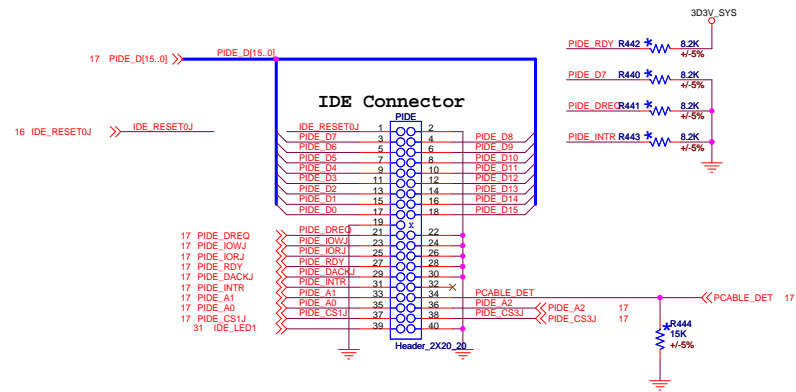 3D3V_SYS
17 PIDE_D[15..0]
PIDE_D[15..0]
PIDE_RDY R442 * 8.2K
+/-5%
PIDE_D7 R440 * 8.2K
+/-5%
PIDE_DREQ R441 * 8.2K
+/-5%
PIDE_INTR R443 * 8.2K
+/-5%
IDE Connector
PIDE
16 IDE_RESET0J
IDE_RESET0J
IDE_RESET0J 1 2
PIDE_D7 3 4 PIDE_D8
PIDE_D6 5 6 PIDE_D9
PIDE_D5 7 8 PIDE_D10
PIDE_D4 9 10 PIDE_D11
PIDE_D3 11 12 PIDE_D12
PIDE_D2 13 14 PIDE_D13
PIDE_D1 15 16 PIDE_D14
PIDE_D0 17 18 PIDE_D15
19 x
17 PIDE_DREQ PIDE_DREQ 21 22
17 PIDE_IOWJ PIDE_IOWJ 23 24
17 PIDE_IORJ PIDE_IORJ 25 26
17 PIDE_RDY PIDE_RDY 27 28
17 PIDE_DACKJ PIDE_DACKJ 29 30
17 PIDE_INTR PIDE_INTR 31 32
17 PIDE_A1 PIDE_A1 33 34 PCABLE_DET PCABLE_DET 17
17 PIDE_A0 PIDE_A0 35 36 PIDE_A2 PIDE_A2 17
17 PIDE_CS1J PIDE_CS1J 37 38 PIDE_CS3J PIDE_CS3J 17
31 IDE_LED1 39 40
Header_2X20_20
* R444
15K
+/-5%